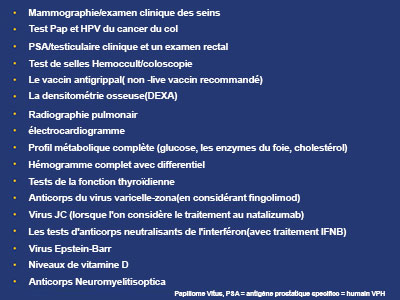 • Mammographie/examen clinique des seins
• Test Pap et HPV du cancer du col
• PSA/testiculaire clinique et un examen rectal
• Test de selles Hemoccult/coloscopie
• Le vaccin antigrippal( non -live vaccin recommandé)
• La densitométrie osseuse(DEXA)
• Radiographie pulmonair
• électrocardiogramme
• Profil métabolique complète (glucose, les enzymes du foie, cholestérol)
• Hémogramme complet avec differentiel
• Tests de la fonction thyroïdienne
• Anticorps du virus varicelle-zona(en considérant fingolimod)
• Virus JC (lorsque l'on considère le traitement au natalizumab)
• Les tests d'anticorps neutralisants de l'interféron(avec traitement IFNB)
• Virus Epstein-Barr
• Niveaux de vitamine D
• Anticorps Neuromyelitisoptica
Papillome Vitus, PSA = antigène prostatique specifico = humain VPH